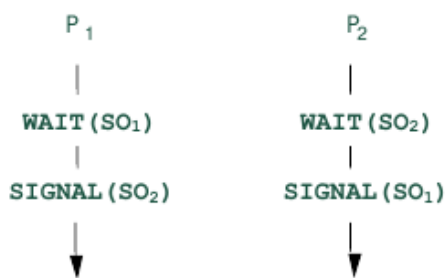 P₁ P₂
WAIT(SO₁) WAIT(SO₂)
SIGNAL(SO₂) SIGNAL(SO₁)